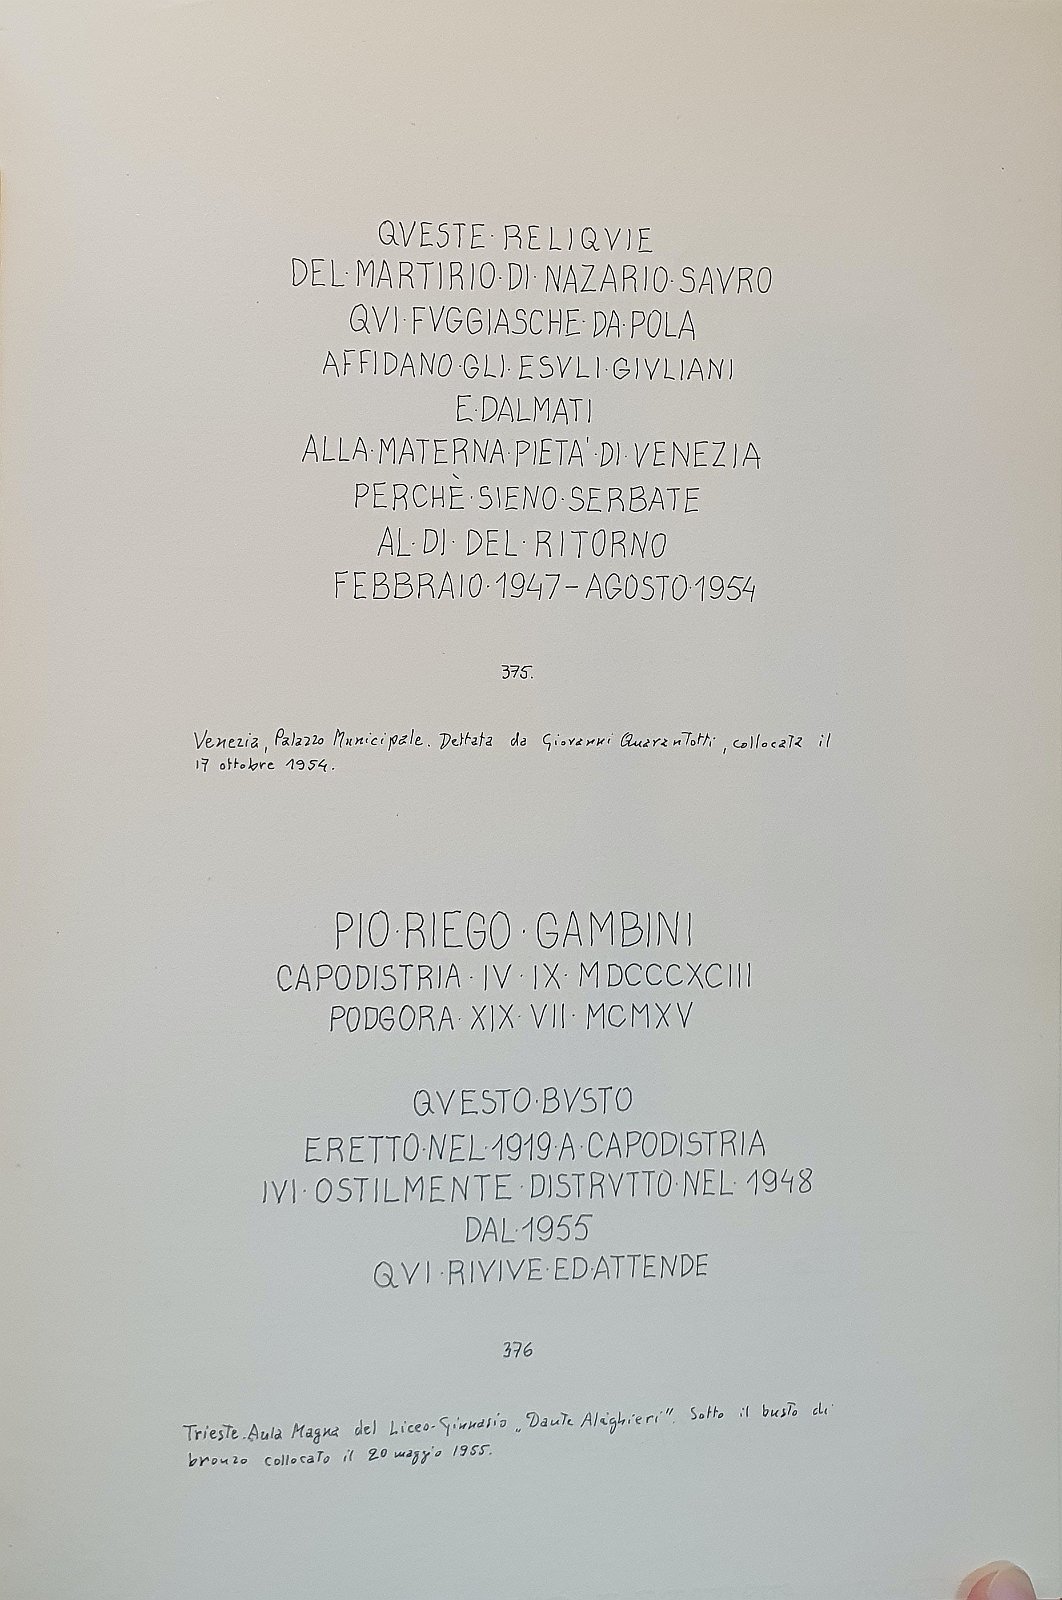 QVESTE· RELIQVIE
DEL·MARTIRIO·DI·NAZARIO·SAVRO
QVI·FVGGIASCHE·DA·POLA
AFFIDANO·GLI·ESVLI·GIVLIANI
E·DALMATI
ALLA·MATERNA·PIETA'·DI·VENEZIA
PERCHÈ·SIENO·SERBATE
AL·DI·DEL·RITORNO
FEBBRAIO·1947-AGOSTO·1954
375.
Venezia, Palazzo Municipale. Dettata da Giovanni Quarantotti, collocata il
17 ottobre 1954.
PIO·RIEGO·GAMBINI
CAPODISTRIA·IV·IX·MDCCCXCIII
PODGORA·XIX·VII·MCMXV
QVESTO·BVSTO
ERETTO·NEL·1919·A·CAPODISTRIA
IVI·OSTILMENTE·DISTRVTTO·NEL·1948
DAL·1955
QVI·RIVIVE·ED·ATTENDE
376
Trieste. Aula Magna del Liceo-Ginnasio „Dante Alighieri". Sotto il busto di
bronzo collocato il 20 maggio 1955.